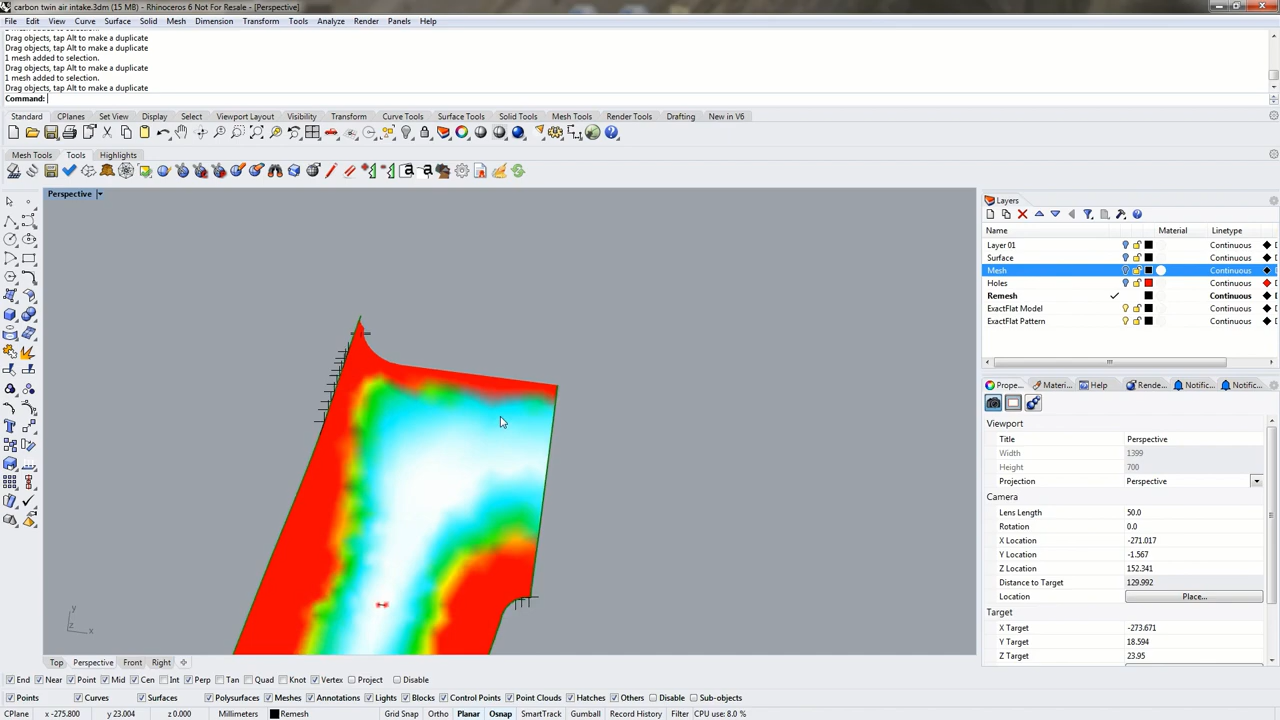 carbon twin air intake.3dm (15 MB) - Rhinoceros 6 Not For Resale - [Perspective]
File Edit View Curve Surface Solid Mesh Dimension Transform Tools Analyze Render Panels Help
Drag objects, tap Alt to make a duplicate
Drag objects, tap Alt to make a duplicate
1 mesh added to selection.
Drag objects, tap Alt to make a duplicate
1 mesh added to selection.
Drag objects, tap Alt to make a duplicate
Command:
Standard CPlanes Set View Display Select Viewport Layout Visibility Transform Curve Tools Surface Tools Solid Tools Mesh Tools Render Tools Drafting New in V6
Mesh Tools Tools Highlights
Perspective
Layers
Name Material Linetype
Layer 01 Continuous
Surface Continuous
Mesh Continuous
Holes Continuous
Remesh Continuous
ExactFlat Model Continuous
ExactFlat Pattern Continuous
Prope... Materi... Help Rende... Notific... Notific...
Viewport
Title Perspective
Width 1399
Height 700
Projection Perspective
Camera
Lens Length 50.0
Rotation 0.0
X Location -271.017
Y Location -1.567
Z Location 152.341
Distance to Target 129.992
Location Place...
Target
X Target -273.671
Y Target 18.594
Z Target 23.95
y
z x
Top Perspective Front Right
End Near Point Mid Cen Int Perp Tan Quad Knot Vertex Project Disable
Points Curves Surfaces Polysurfaces Meshes Annotations Lights Blocks Control Points Point Clouds Hatches Others Disable Sub-objects
CPlane x -275.800 y 23.004 z 0.000 Millimeters Remesh Grid Snap Ortho Planar Osnap SmartTrack Gumball Record History Filter CPU use: 8.0 %